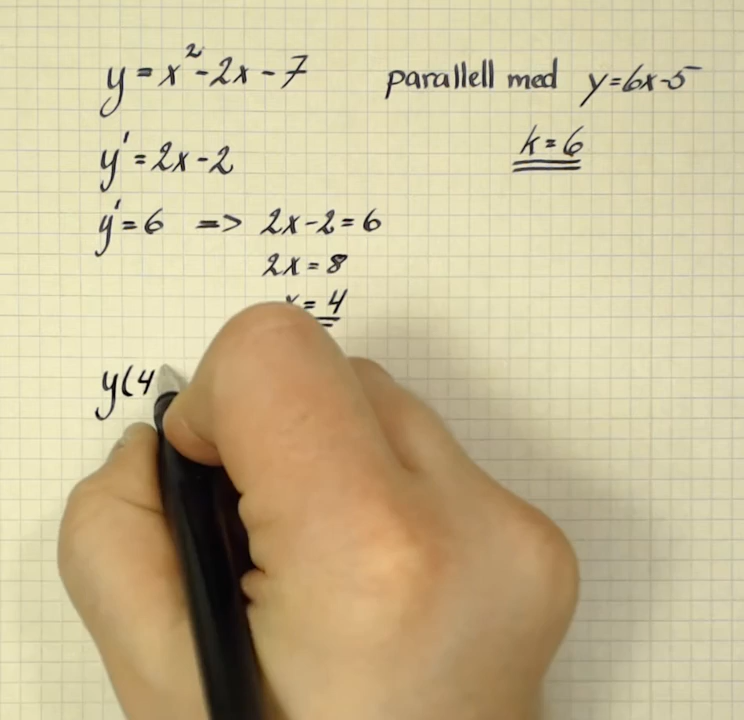 y = x² - 2x - 7 parallell med y = 6x - 5
y' = 2x - 2 k = 6
y' = 6 => 2x - 2 = 6
2x = 8
x = 4
y(4